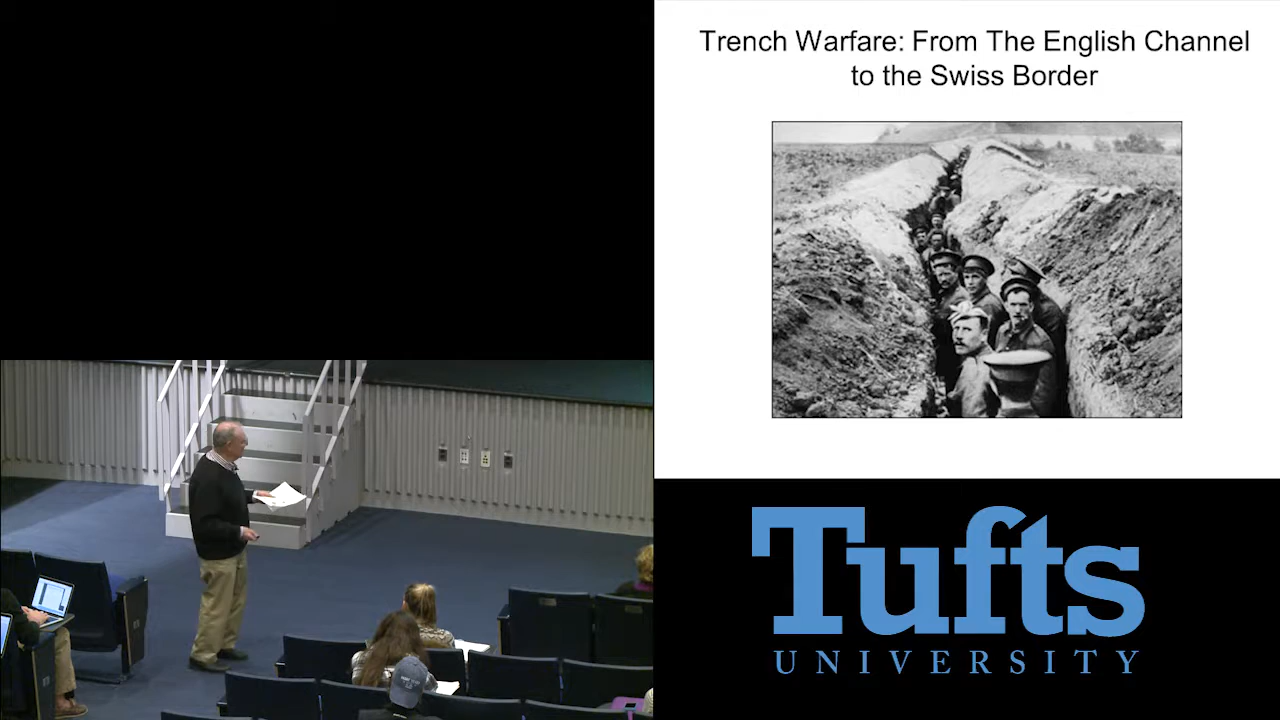 Trench Warfare: From The English Channel
to the Swiss Border
Tufts
UNIVERSITY